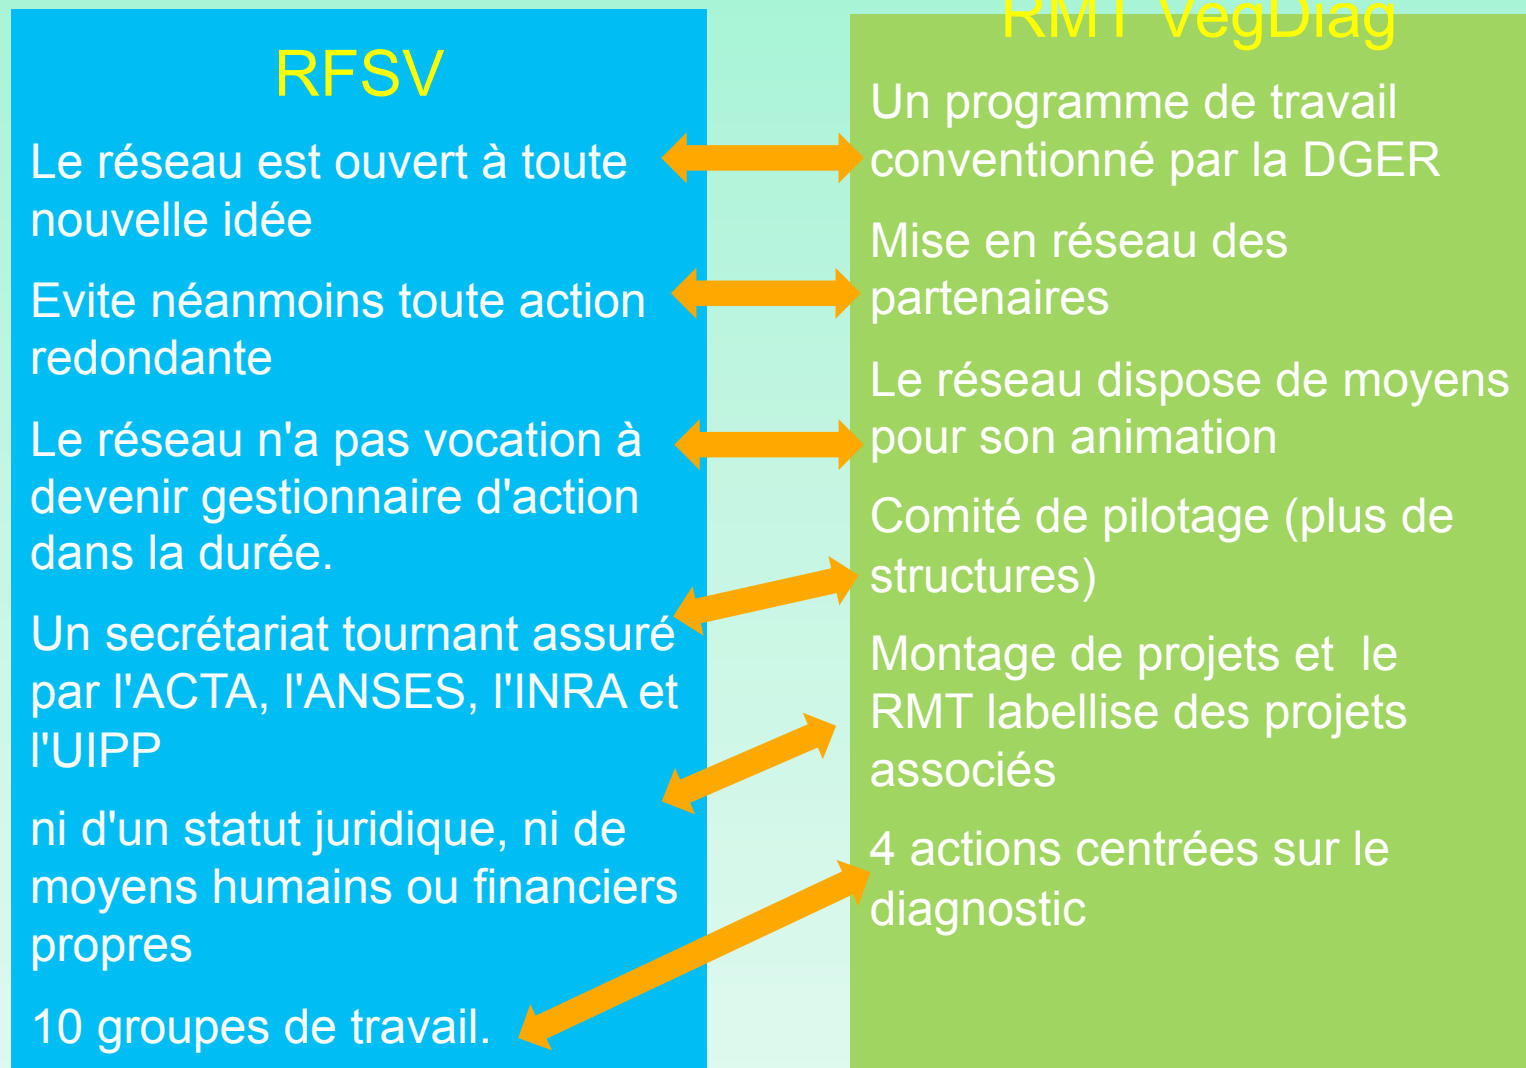 RFSV
Le réseau est ouvert à toute
nouvelle idée
Evite néanmoins toute action
redondante
Le réseau n'a pas vocation à
devenir gestionnaire d'action
dans la durée.
Un secrétariat tournant assuré
par l'ACTA, l'ANSES, l'INRA et
l'UIPP
ni d'un statut juridique, ni de
moyens humains ou financiers
propres
10 groupes de travail.
RMT VegDiag
Un programme de travail
conventionné par la DGER
Mise en réseau des
partenaires
Le réseau dispose de moyens
pour son animation
Comité de pilotage (plus de
structures)
Montage de projets et  le
RMT labellise des projets
associés
4 actions centrées sur le
diagnostic